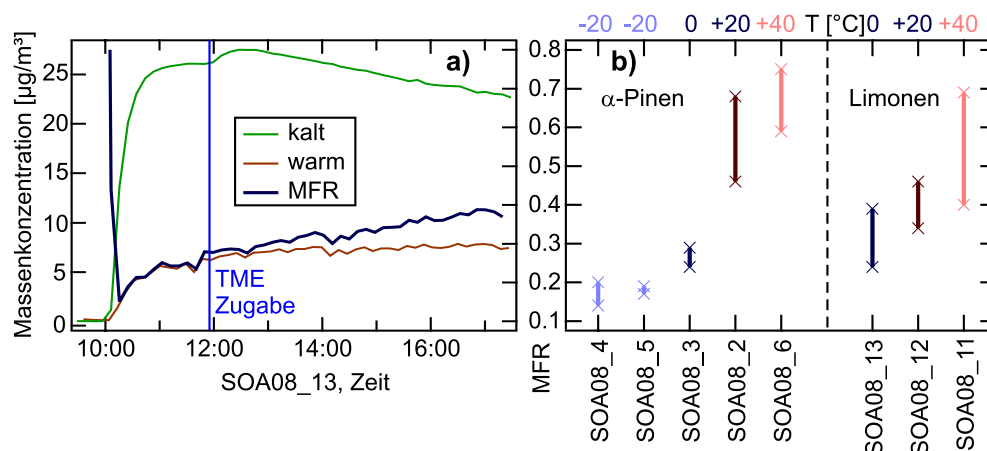 -20 -20 0 +20 +40 T [°C] 0 +20 +40
Massenkonzentration [µg/m³]
25
20
15
10
5
0
a)
kalt
warm
MFR
TME
Zugabe
10:00 12:00 14:00 16:00
SOA08_13, Zeit
0.8
0.7
0.6
0.5
0.4
0.3
0.2
0.1
MFR
b)
α-Pinen
Limonen
SOA08_4
SOA08_5
SOA08_3
SOA08_2
SOA08_6
SOA08_13
SOA08_12
SOA08_11